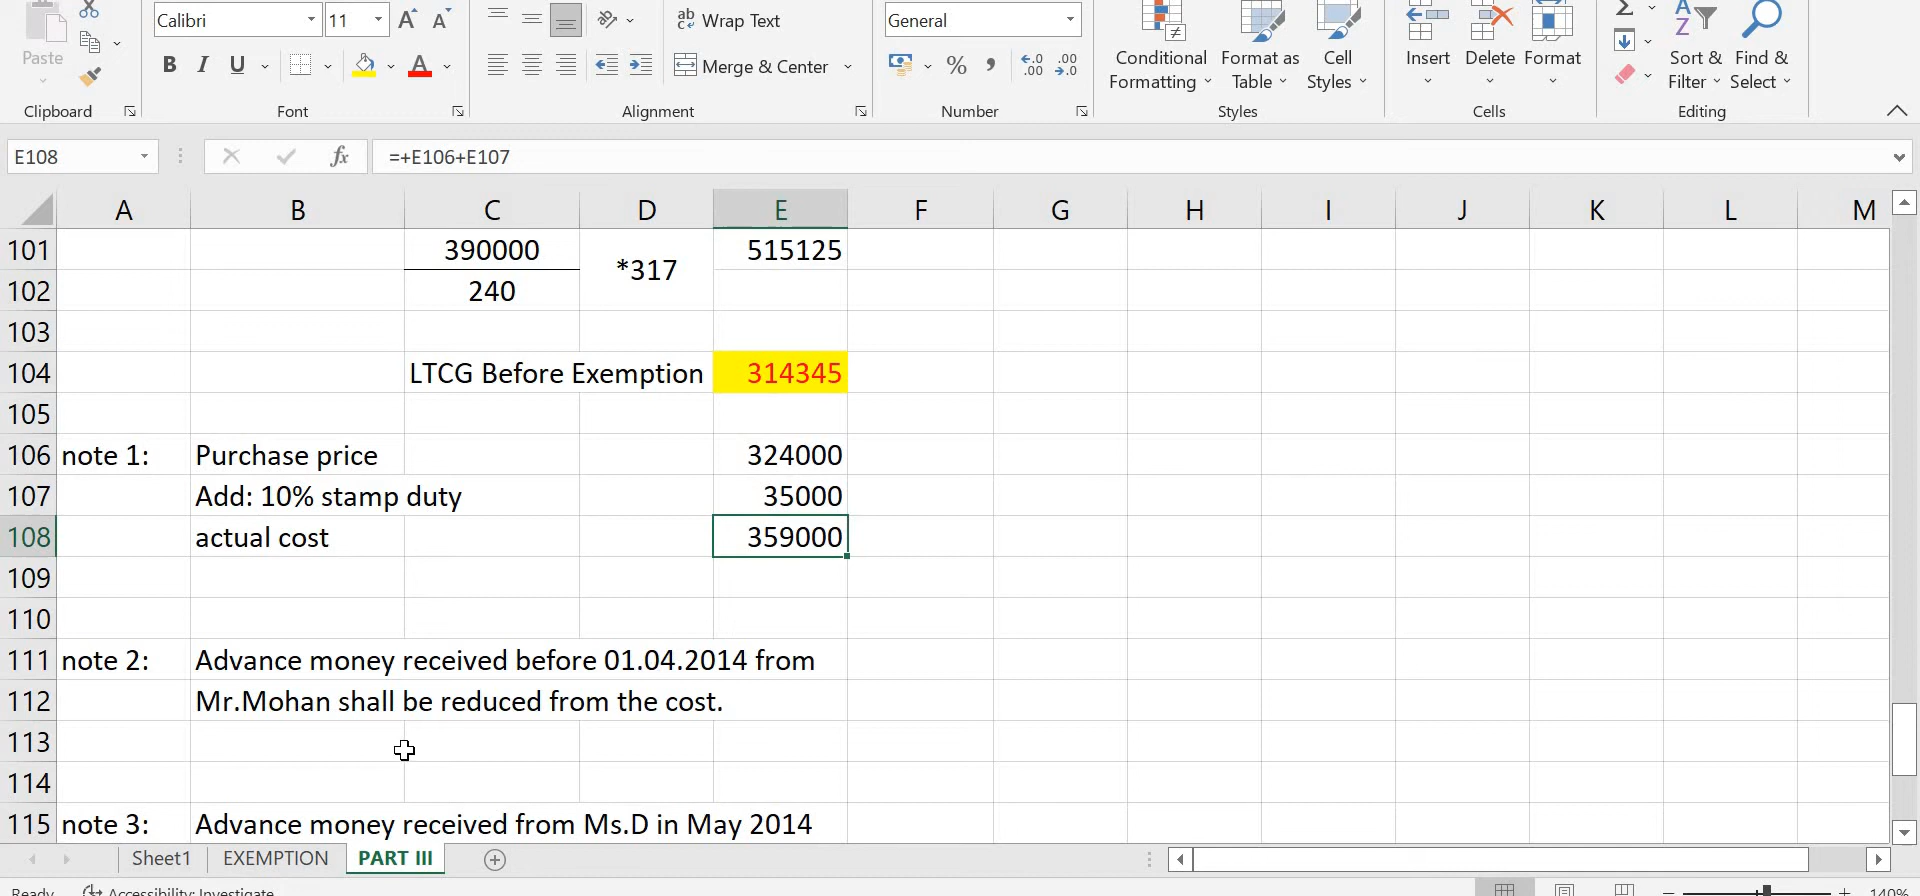 Calibri 11 Wrap Text General
Paste B I U Merge & Center % Conditional Formatting Format as Table Cell Styles Insert Delete Format Sort & Filter Find & Select
Clipboard Font Alignment Number Styles Cells Editing
E108 fx =+E106+E107
A B C D E F G H I J K L M
101 390000 *317 515125
102 240
103
104 LTCG Before Exemption 314345
105
106 note 1: Purchase price 324000
107 Add: 10% stamp duty 35000
108 actual cost 359000
109
110
111 note 2: Advance money received before 01.04.2014 from
112 Mr.Mohan shall be reduced from the cost.
113
114
115 note 3: Advance money received from Ms.D in May 2014
Sheet1 EXEMPTION PART III
Ready Accessibility: Investigate 140%